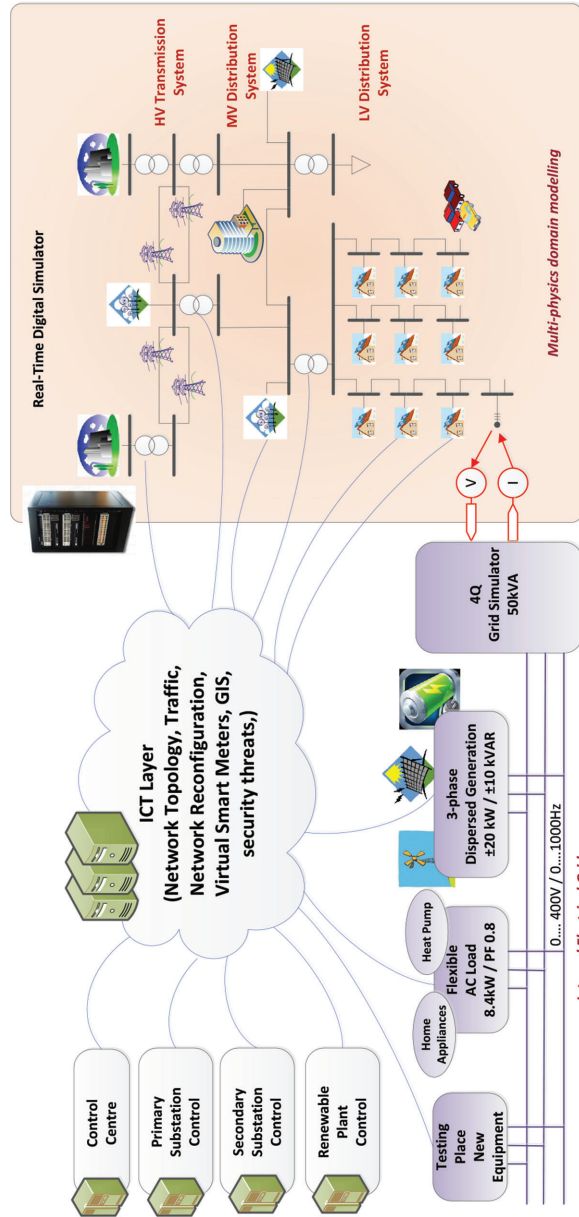 Control
Centre
Primary
Substation
Control
Secondary
Substation
Control
Renewable
Plant
Control
ICT Layer
(Network Topology, Traffic,
Network Reconfiguration,
Virtual Smart Meters, GIS,
security threats,)
Real-Time Digital Simulator
HV Transmission
System
MV Distribution
System
LV Distribution
System
Multi-physics domain modelling
Testing
Place
New
Equipment
Home
Appliances
Heat Pump
Flexible
AC Load
8.4kW / PF 0.8
3-phase
Dispersed Generation
±20 kW / ±10 kVAR
4Q
Grid Simulator
50kVA
V
I
0.... 400V / 0....1000Hz